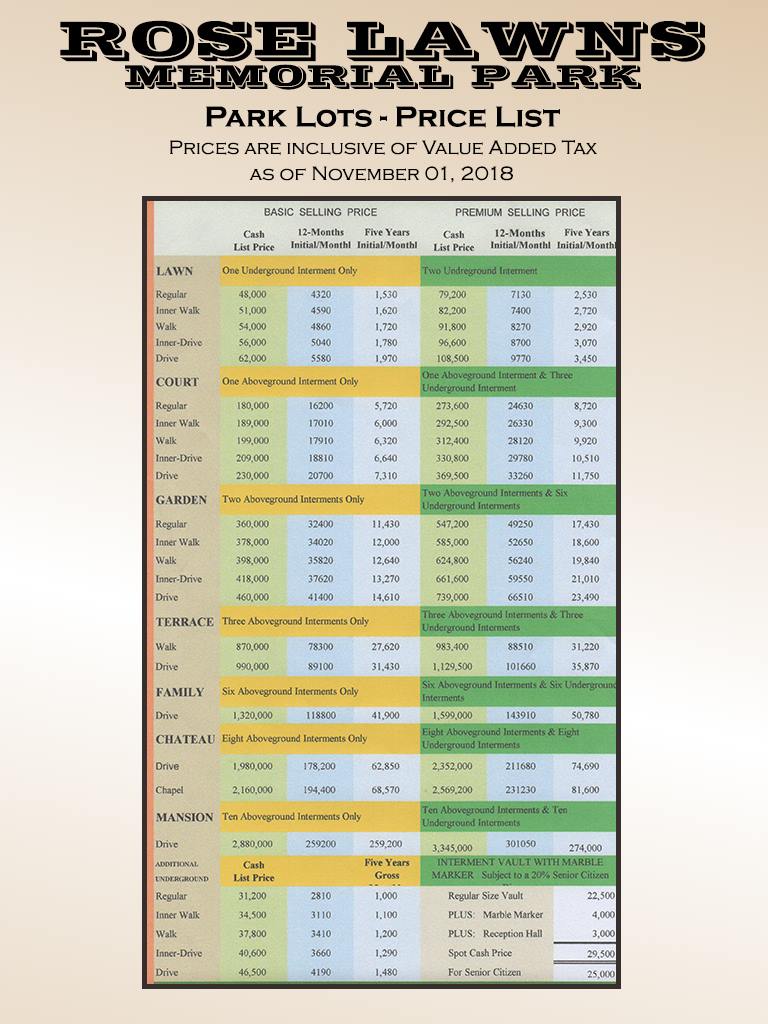 ROSE LAWNS
MEMORIAL PARK
PARK LOTS - PRICE LIST
PRICES ARE INCLUSIVE OF VALUE ADDED TAX
AS OF NOVEMBER 01, 2018
BASIC SELLING PRICE PREMIUM SELLING PRICE
Cash 12-Months Five Years Cash 12-Months Five Years
List Price Initial/Monthl Initial/Monthl List Price Initial/Monthl Initial/Monthl
LAWN One Underground Interment Only Two Undreground Interment
Regular 48,000 4320 1,530 79,200 7130 2,530
Inner Walk 51,000 4590 1,620 82,200 7400 2,720
Walk 54,000 4860 1,720 91,800 8270 2,920
Inner-Drive 56,000 5040 1,780 96,600 8700 3,070
Drive 62,000 5580 1,970 108,500 9770 3,450
COURT One Aboveground Interment Only One Aboveground Interment & Three
Underground Interment
Regular 180,000 16200 5,720 273,600 24630 8,720
Inner Walk 189,000 17010 6,000 292,500 26330 9,300
Walk 199,000 17910 6,320 312,400 28120 9,920
Inner-Drive 209,000 18810 6,640 330,800 29780 10,510
Drive 230,000 20700 7,310 369,500 33260 11,750
GARDEN Two Aboveground Interments Only Two Aboveground Interments & Six
Underground Interments
Regular 360,000 32400 11,430 547,200 49250 17,430
Inner Walk 378,000 34020 12,000 585,000 52650 18,600
Walk 398,000 35820 12,640 624,800 56240 19,840
Inner-Drive 418,000 37620 13,270 661,600 59550 21,010
Drive 460,000 41400 14,610 739,000 66510 23,490
TERRACE Three Aboveground Interments Only Three Aboveground Interments & Three
Underground Interments
Walk 870,000 78300 27,620 983,400 88510 31,220
Drive 990,000 89100 31,430 1,129,500 101660 35,870
FAMILY Six Aboveground Interments Only Six Aboveground Interments & Six Underground
Interments
Drive 1,320,000 118800 41,900 1,599,000 143910 50,780
CHATEAU Eight Aboveground Interments Only Eight Aboveground Interments & Eight
Underground Interments
Drive 1,980,000 178,200 62,850 2,352,000 211680 74,690
Chapel 2,160,000 194,400 68,570 2,569,200 231230 81,600
MANSION Ten Aboveground Interments Only Ten Aboveground Interments & Ten
Underground Interments
Drive 2,880,000 259200 259,200 3,345,000 301050 274,000
ADDITIONAL Cash Five Years INTERMENT VAULT WITH MARBLE
UNDERGROUND List Price Gross MARKER Subject to a 20% Senior Citizen
Regular 31,200 2810 1,000 Regular Size Vault 22,500
Inner Walk 34,500 3110 1,100 PLUS: Marble Marker 4,000
Walk 37,800 3410 1,200 PLUS: Reception Hall 3,000
Inner-Drive 40,600 3660 1,290 Spot Cash Price 29,500
Drive 46,500 4190 1,480 For Senior Citizen 25,000